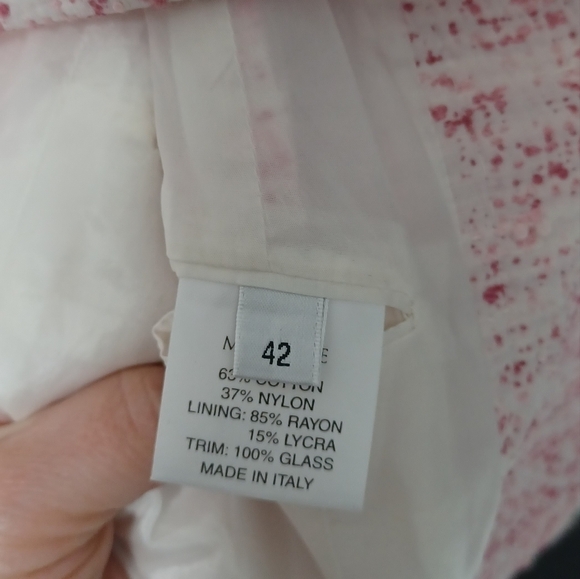 42
63% COTTON
37% NYLON
LINING: 85% RAYON
15% LYCRA
TRIM: 100% GLASS
MADE IN ITALY